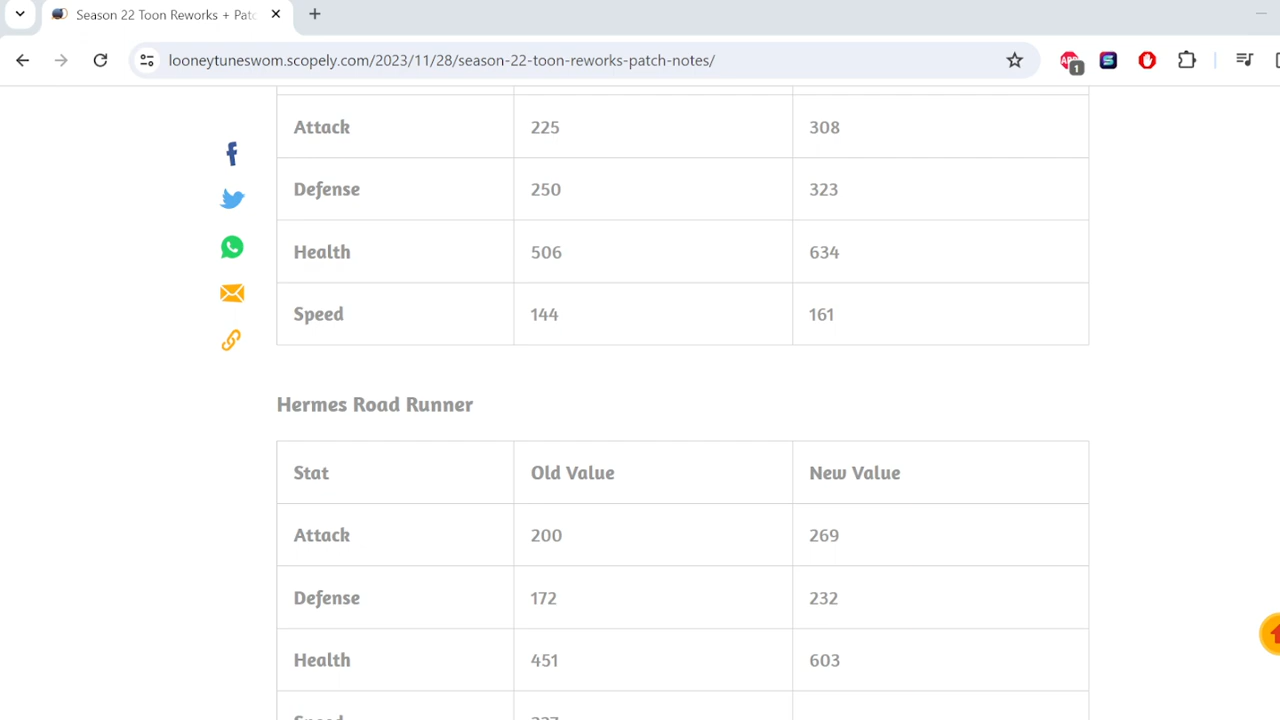 Season 22 Toon Reworks + Patc
looneytuneswom.scopely.com/2023/11/28/season-22-toon-reworks-patch-notes/
1
Attack 225 308
Defense 250 323
Health 506 634
Speed 144 161
Hermes Road Runner
Stat Old Value New Value
Attack 200 269
Defense 172 232
Health 451 603
Speed